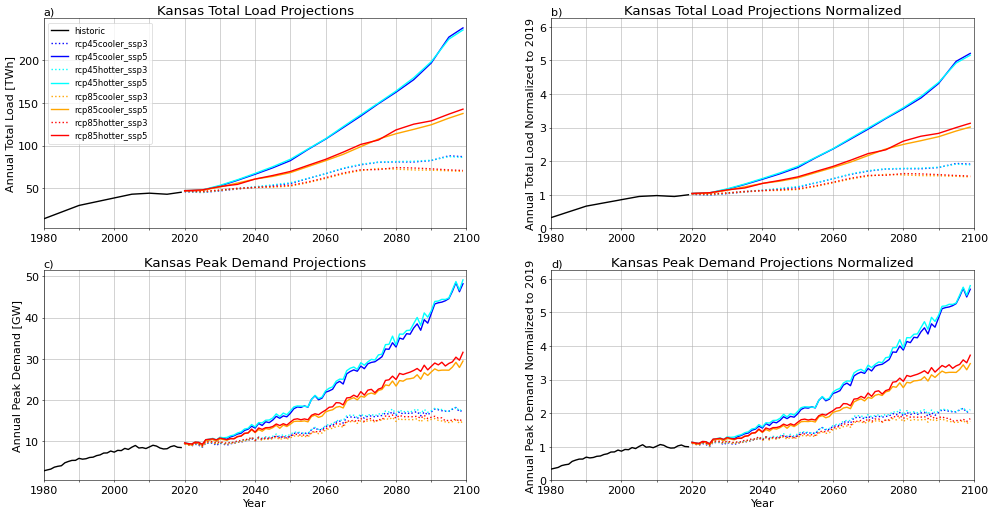 a)
Kansas Total Load Projections
Annual Total Load [TWh]
historic
rcp45cooler_ssp3
rcp45cooler_ssp5
rcp45hotter_ssp3
rcp45hotter_ssp5
rcp85cooler_ssp3
rcp85cooler_ssp5
rcp85hotter_ssp3
rcp85hotter_ssp5
200
150
100
50
1980 2000 2020 2040 2060 2080 2100
b)
Kansas Total Load Projections Normalized
Annual Total Load Normalized to 2019
6
5
4
3
2
1
0
1980 2000 2020 2040 2060 2080 2100
c)
Kansas Peak Demand Projections
Annual Peak Demand [GW]
50
40
30
20
10
1980 2000 2020 2040 2060 2080 2100
Year
d)
Kansas Peak Demand Projections Normalized
Annual Peak Demand Normalized to 2019
6
5
4
3
2
1
0
1980 2000 2020 2040 2060 2080 2100
Year